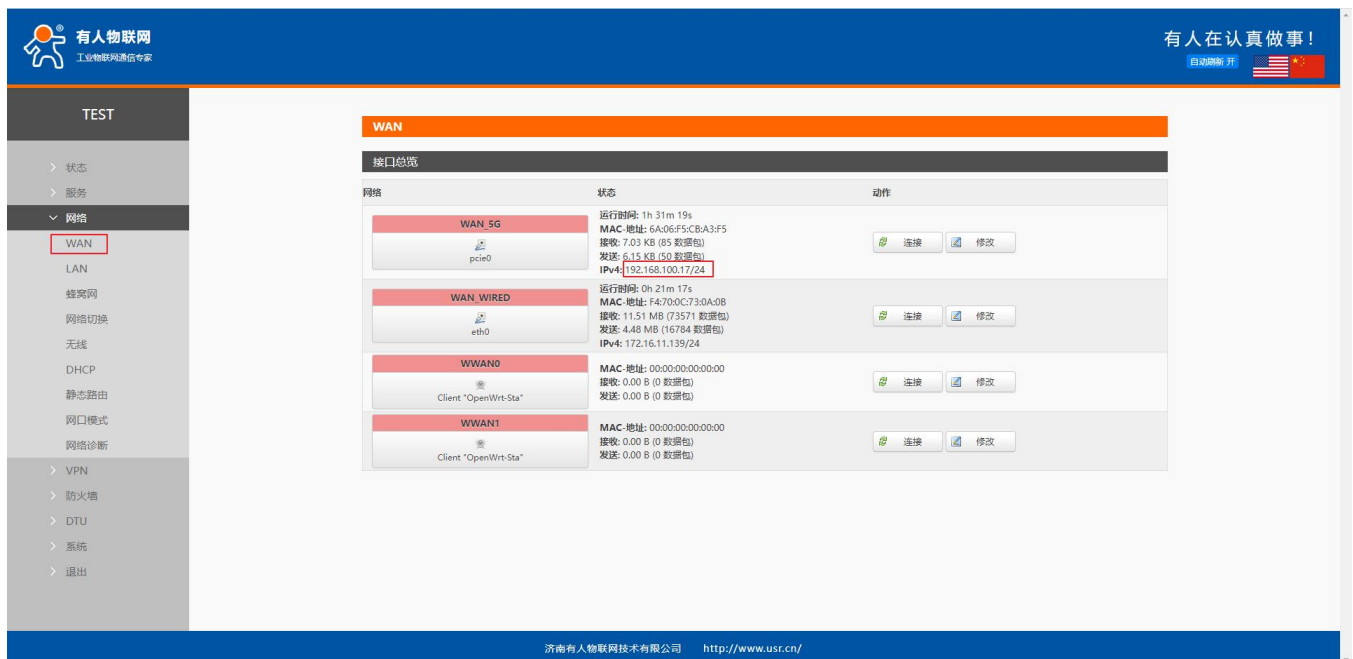 有人物联网
工业物联网通信专家
有人在认真做事！
自动刷新 开
TEST
状态
服务
网络
WAN
LAN
蜂窝网
网络切换
无线
DHCP
静态路由
网口模式
网络诊断
VPN
防火墙
DTU
系统
退出
WAN
接口总览
网络 状态 动作
WAN_5G
pcie0
运行时间: 1h 31m 19s
MAC-地址: 6A:06:F5:CB:A3:F5
接收: 7.03 KB (85 数据包)
发送: 6.15 KB (50 数据包)
IPv4: 192.168.100.17/24
连接 修改
WAN_WIRED
eth0
运行时间: 0h 21m 17s
MAC-地址: F4:70:0C:73:0A:0B
接收: 11.51 MB (73571 数据包)
发送: 4.48 MB (16784 数据包)
IPv4: 172.16.11.139/24
连接 修改
WWAN0
Client "OpenWrt-Sta"
MAC-地址: 00:00:00:00:00:00
接收: 0.00 B (0 数据包)
发送: 0.00 B (0 数据包)
连接 修改
WWAN1
Client "OpenWrt-Sta"
MAC-地址: 00:00:00:00:00:00
接收: 0.00 B (0 数据包)
发送: 0.00 B (0 数据包)
连接 修改
济南有人物联网技术有限公司 http://www.usr.cn/